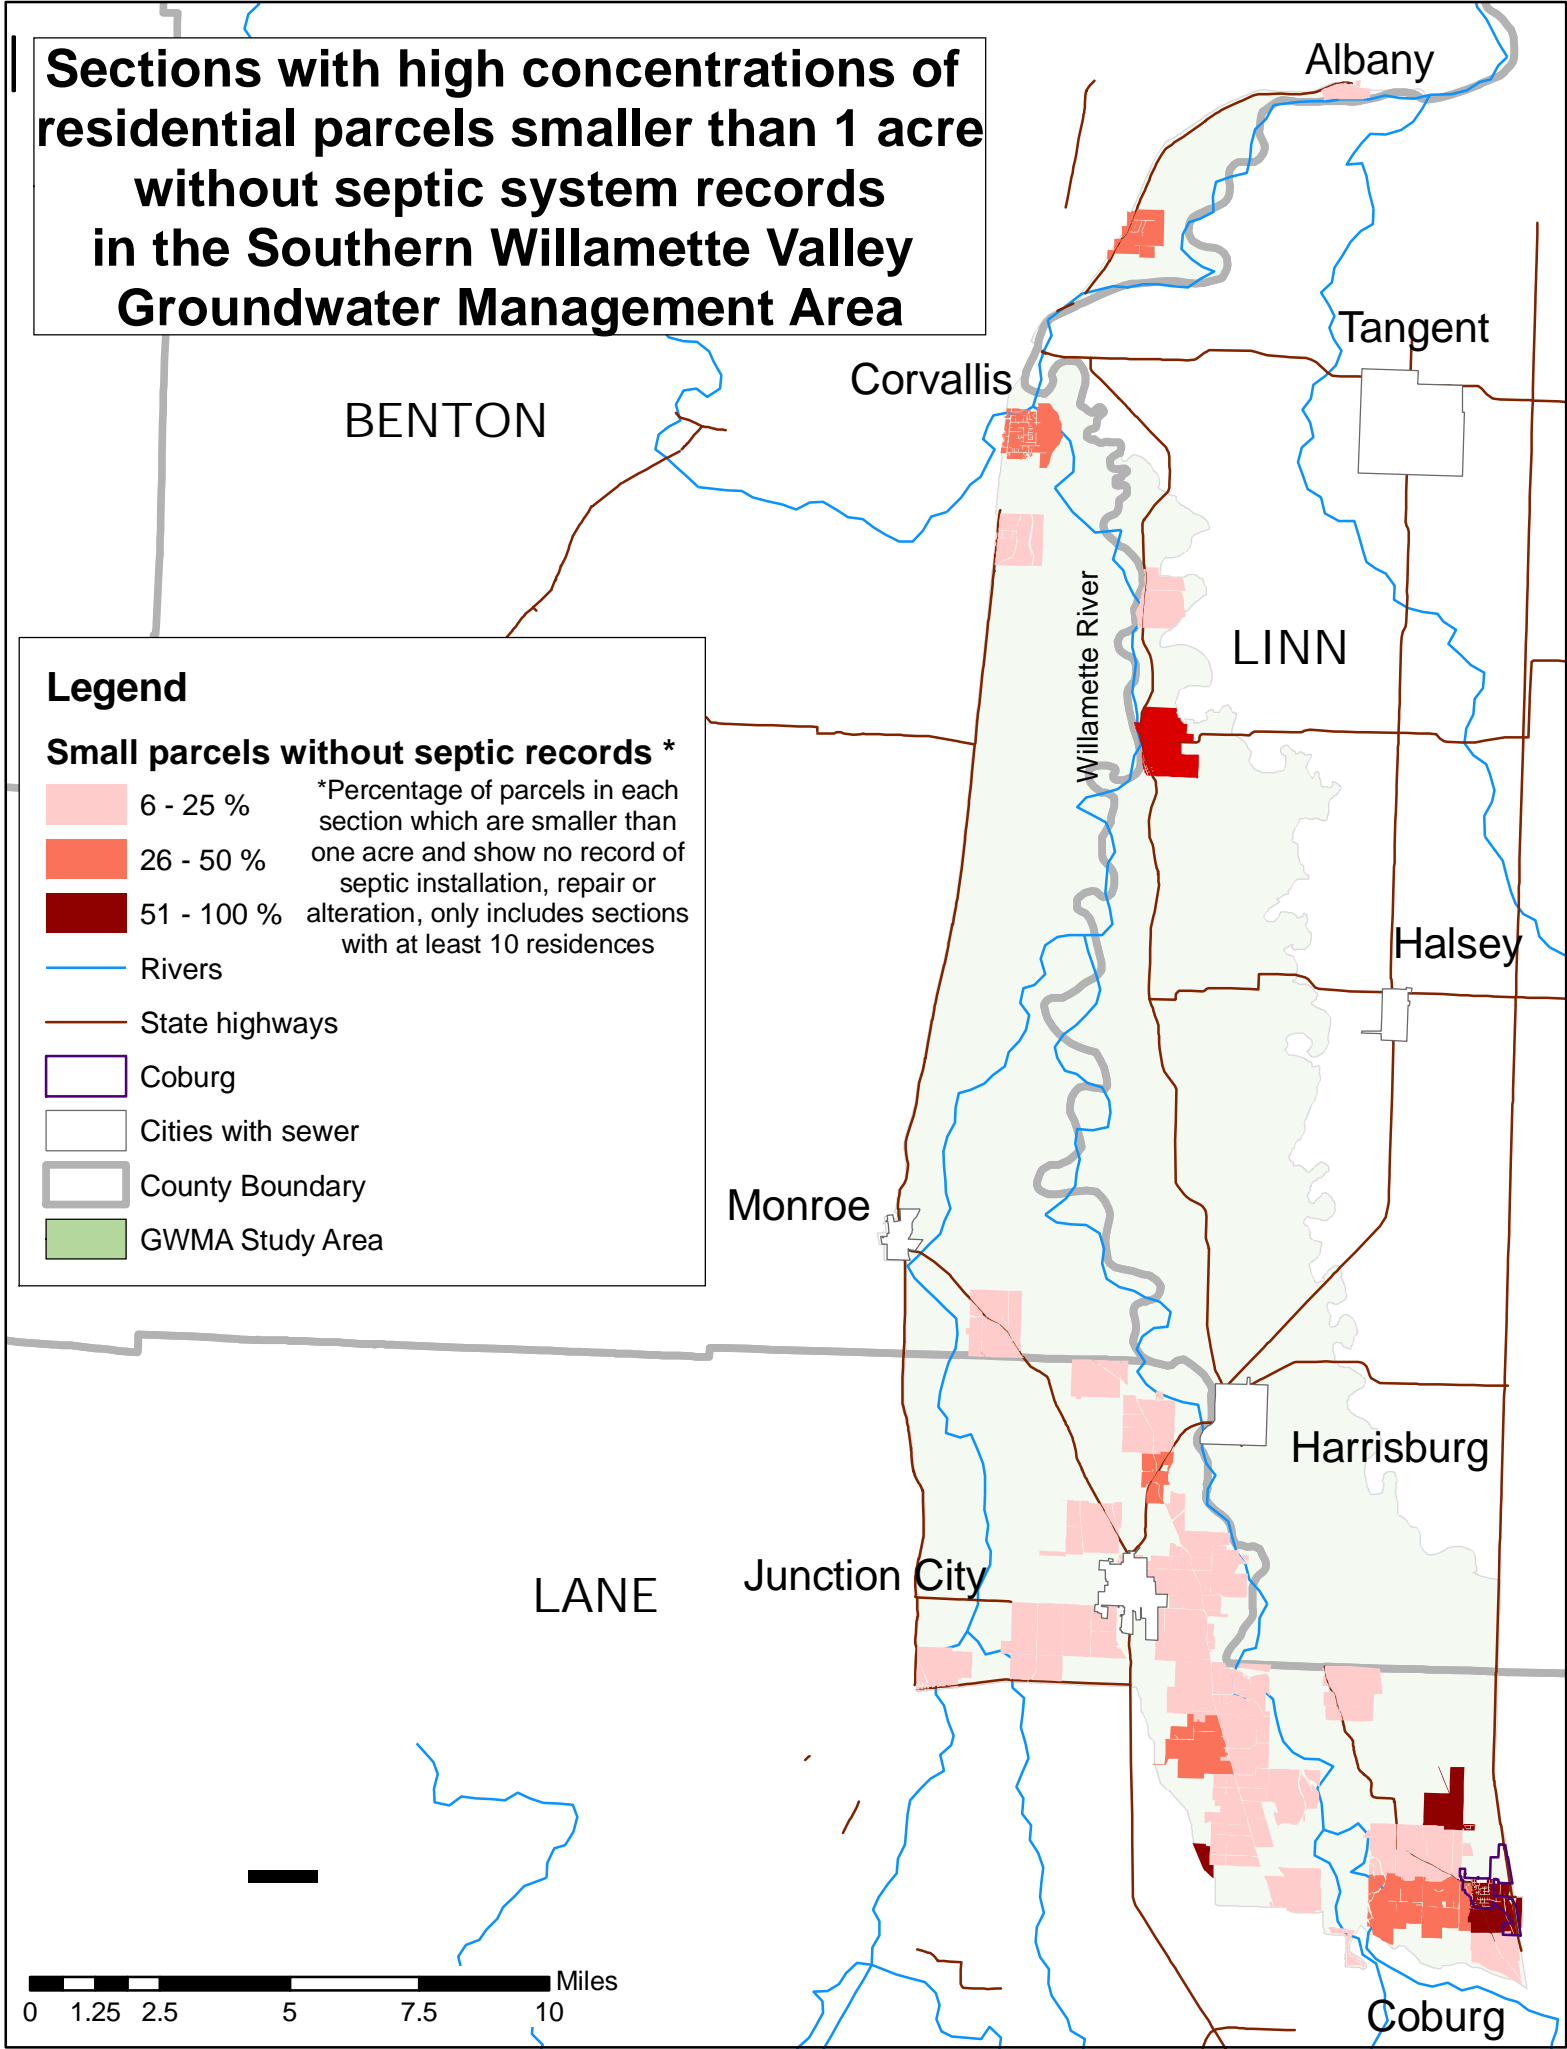 Sections with high concentrations of
residential parcels smaller than 1 acre
without septic system records
in the Southern Willamette Valley
Groundwater Management Area
Albany
Tangent
Corvallis
BENTON
Willamette River
LINN
Legend
Small parcels without septic records *
6 - 25 %
26 - 50 %
51 - 100 %
*Percentage of parcels in each
section which are smaller than
one acre and show no record of
septic installation, repair or
alteration, only includes sections
with at least 10 residences
Rivers
State highways
Coburg
Cities with sewer
County Boundary
GWMA Study Area
Halsey
Monroe
Harrisburg
Junction City
LANE
Miles
0 1.25 2.5 5 7.5 10
Coburg